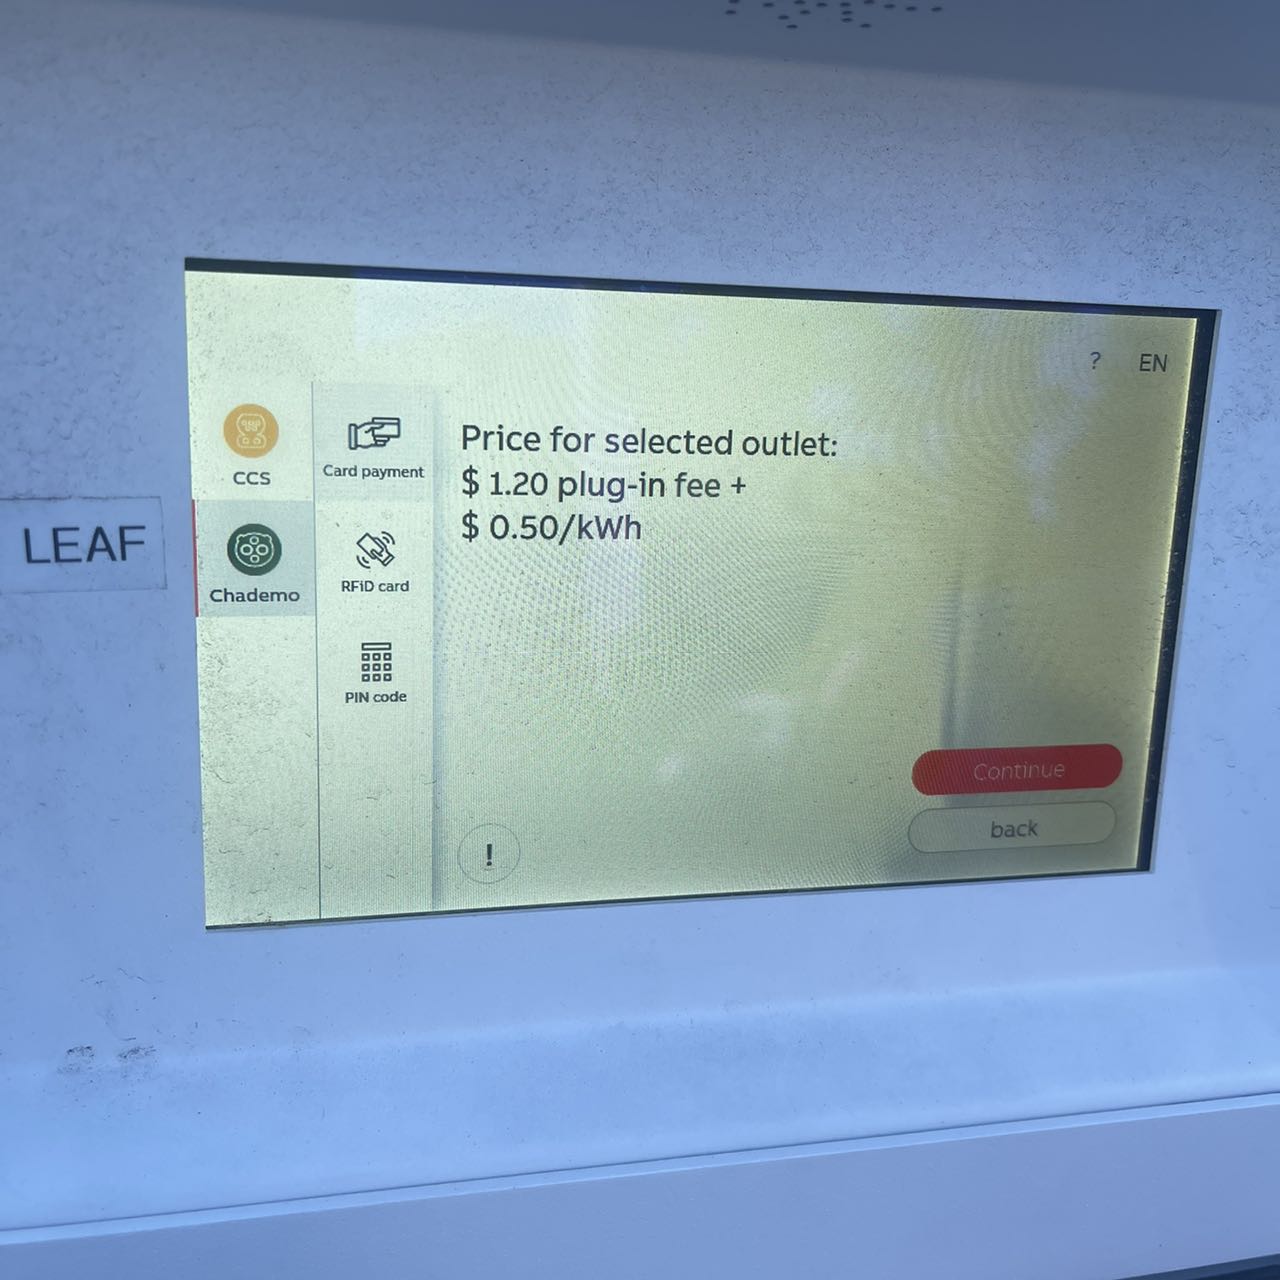 ? EN
CCS
Chademo
Card payment
RFiD card
PIN code
Price for selected outlet:
$ 1.20 plug-in fee +
$ 0.50/kWh
!
Continue
back
LEAF